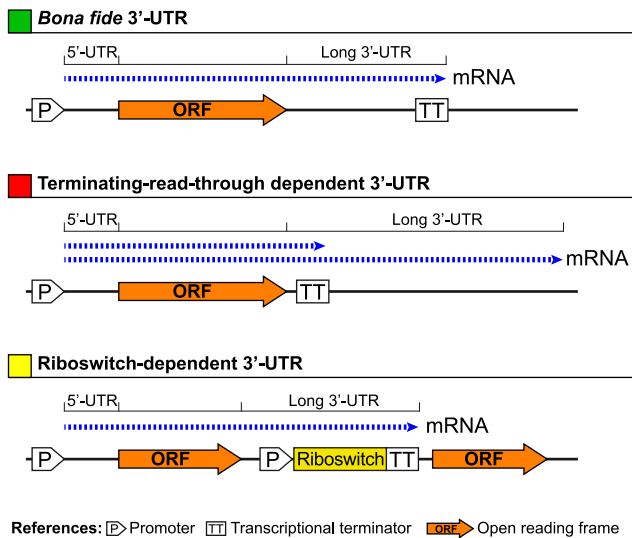 Bona fide 3’-UTR
5’-UTR Long 3’-UTR
mRNA
P ORF TT
Terminating-read-through dependent 3’-UTR
5’-UTR Long 3’-UTR
mRNA
P ORF TT
Riboswitch-dependent 3’-UTR
5’-UTR Long 3’-UTR
mRNA
P ORF P Riboswitch TT ORF
References: P Promoter TT Transcriptional terminator ORF Open reading frame